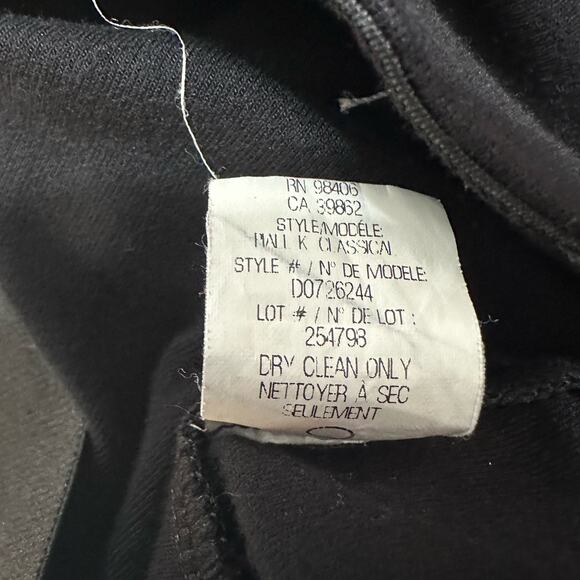 RN 98406
CA 39862
STYLE/MODÈLE:
K. CLASSICAL
STYLE # / N° DE MODELE:
D0726244
LOT # / N° DE LOT :
254798
DRY CLEAN ONLY
NETTOYER À SEC
SEULEMENT